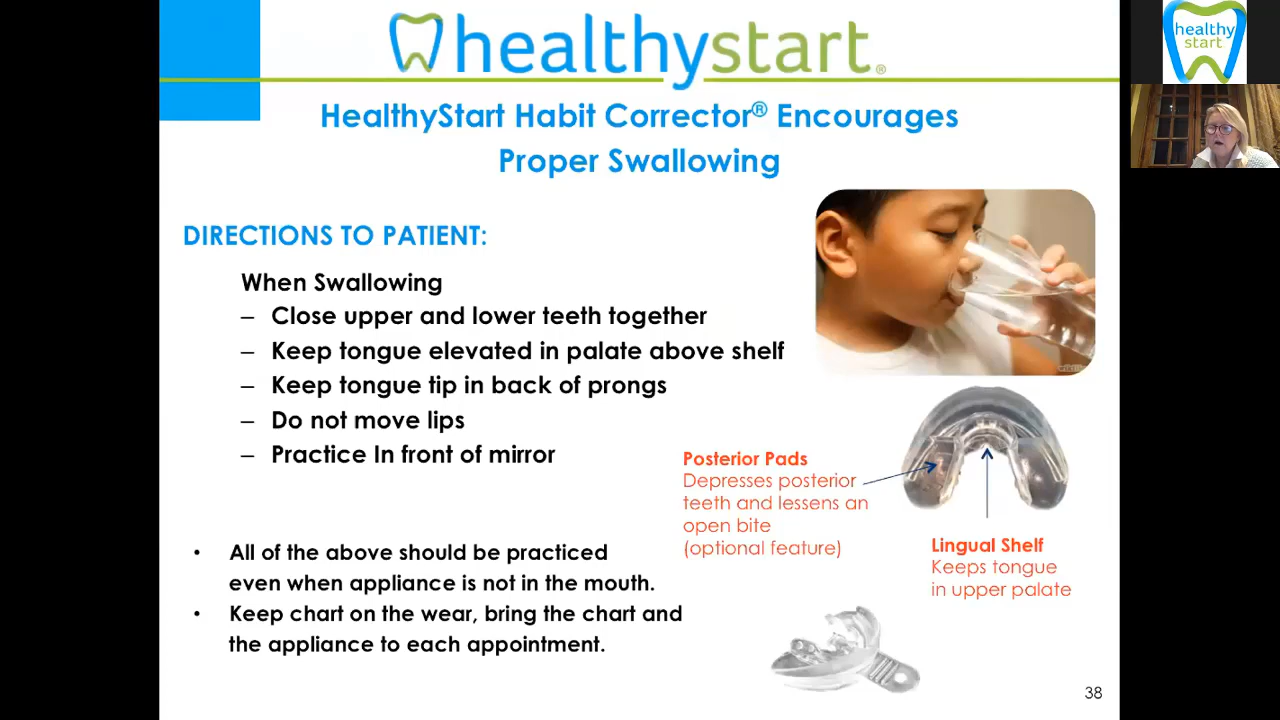 healthystart®
healthy
start
HealthyStart Habit Corrector® Encourages
Proper Swallowing
DIRECTIONS TO PATIENT:
When Swallowing
– Close upper and lower teeth together
– Keep tongue elevated in palate above shelf
– Keep tongue tip in back of prongs
– Do not move lips
– Practice In front of mirror
Posterior Pads
Depresses posterior
teeth and lessens an
open bite
(optional feature)
Lingual Shelf
Keeps tongue
in upper palate
• All of the above should be practiced
even when appliance is not in the mouth.
• Keep chart on the wear, bring the chart and
the appliance to each appointment.
38